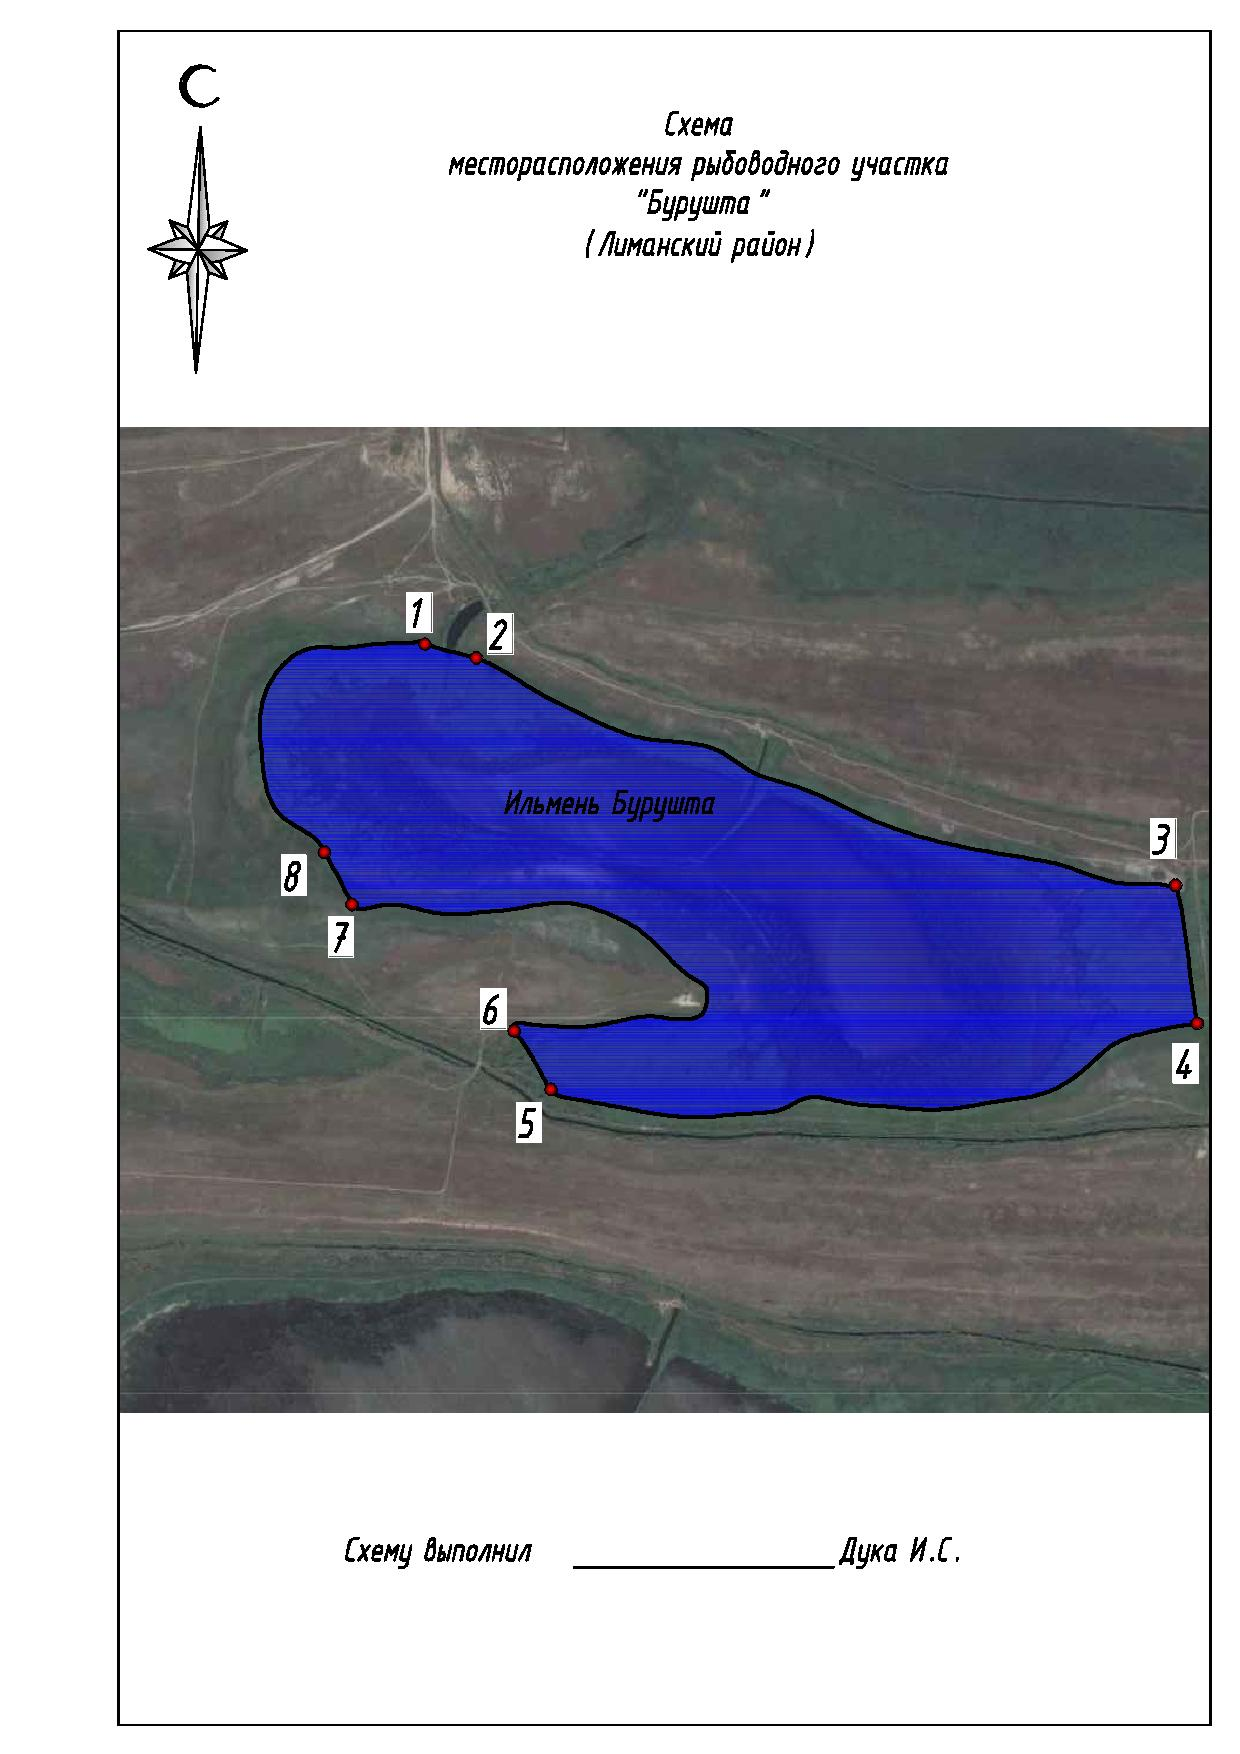 С
Схема
месторасположения рыбоводного участка
"Бурушта "
(Лиманский район)
1
2
Ильмень Бурушта
3
8
7
6
4
5
Схему выполнил ____________ Дука И.С.